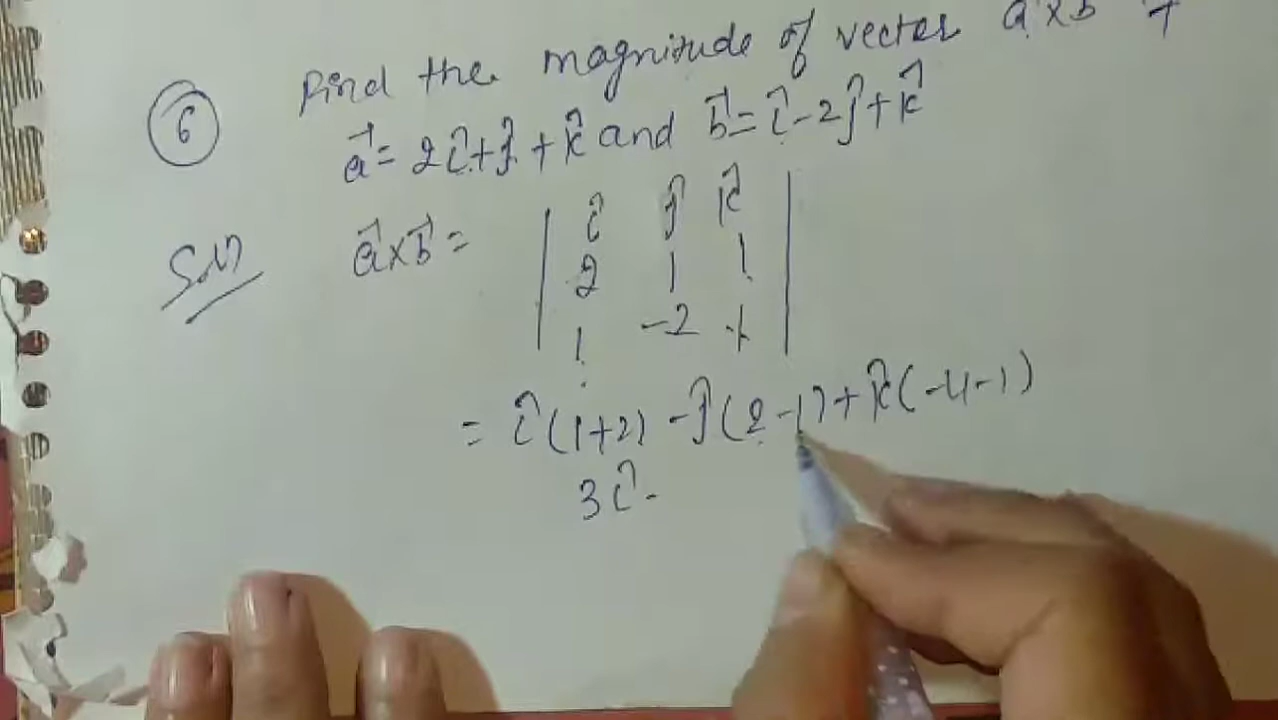 6 Find the magnitude of vector a⃗×b⃗
a⃗ = 2î+ĵ+k̂ and b⃗ = î-2ĵ+k̂
Solⁿ a⃗×b⃗ = | î ĵ k̂ |
| 2 1 1 |
| 1 -2 1 |
= î(1+2) -ĵ(2-1)+k̂(-4-1)
3î-